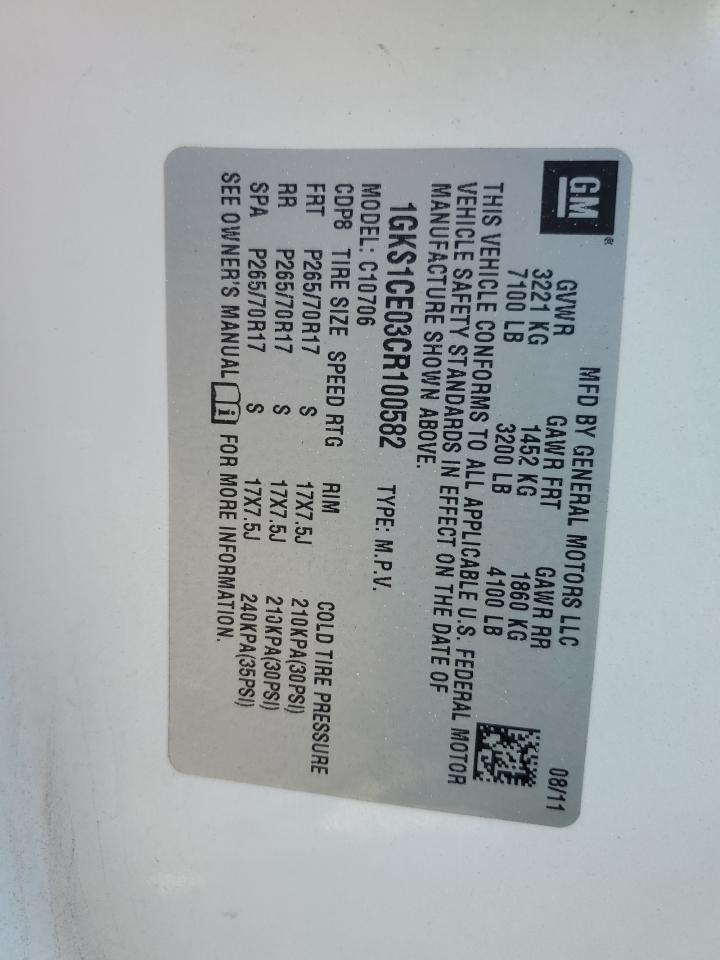 GM
MFD BY GENERAL MOTORS LLC 08/11
GVWR GAWR FRT GAWR RR
3221 KG 1452 KG 1860 KG
7100 LB 3200 LB 4100 LB
THIS VEHICLE CONFORMS TO ALL APPLICABLE U.S. FEDERAL MOTOR
VEHICLE SAFETY STANDARDS IN EFFECT ON THE DATE OF
MANUFACTURE SHOWN ABOVE.
1GKS1CE03CR100582 TYPE: M.P.V.
MODEL: C10706
CDP8 TIRE SIZE SPEED RTG RIM COLD TIRE PRESSURE
FRT P265/70R17 S 17X7.5J 210KPA(30PSI)
RR P265/70R17 S 17X7.5J 210KPA(30PSI)
SPA P265/70R17 S 17X7.5J 240KPA(35PSI)
SEE OWNER'S MANUAL i FOR MORE INFORMATION.